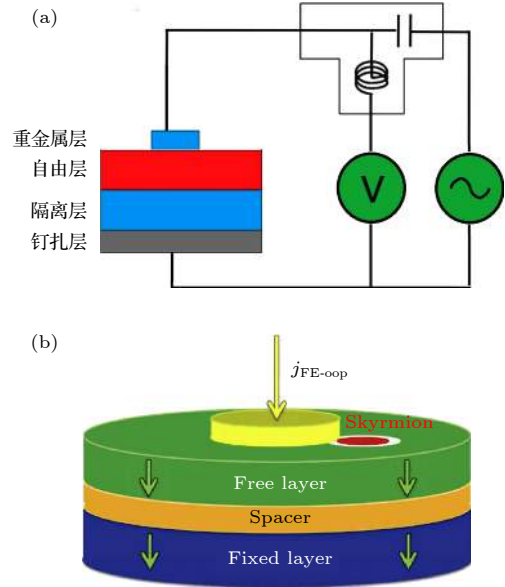 (a)
重金属层
自由层
隔离层
钉扎层
V
(b)
jFE-oop
Skyrmion
Free layer
Spacer
Fixed layer